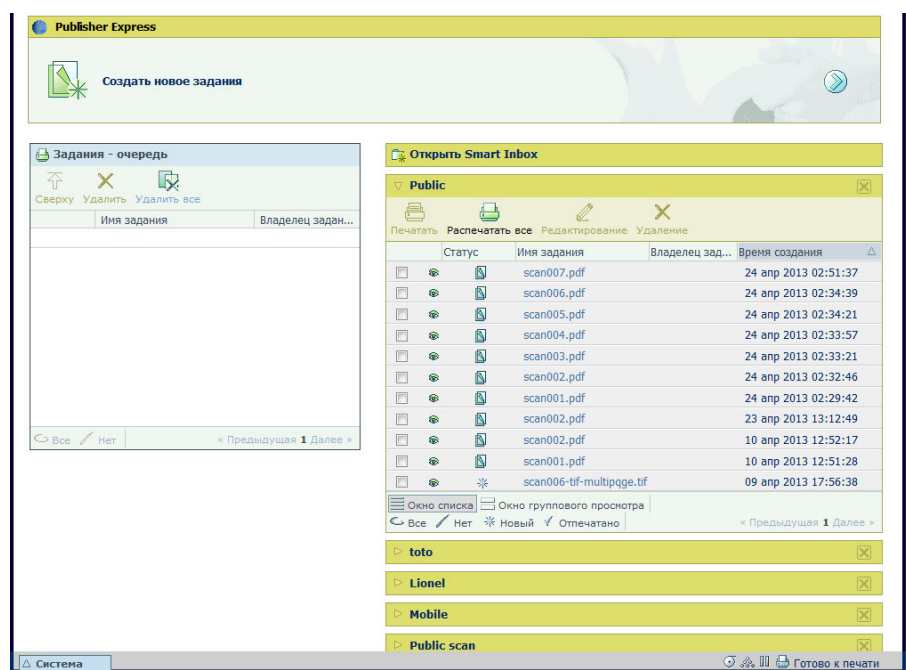 Publisher Express
Создать новое задания
Задания - очередь
Сверху Удалить Удалить все
Имя задания Владелец задан...
« Предыдущая 1 Далее »
Все Нет
Открыть Smart Inbox
Public
Печатать Распечатать все Редактирование Удаление
Статус Имя задания Владелец зад... Время создания
scan007.pdf 24 апр 2013 02:51:37
scan006.pdf 24 апр 2013 02:34:39
scan005.pdf 24 апр 2013 02:34:21
scan004.pdf 24 апр 2013 02:33:57
scan003.pdf 24 апр 2013 02:33:21
scan002.pdf 24 апр 2013 02:32:46
scan001.pdf 24 апр 2013 02:29:42
scan002.pdf 23 апр 2013 13:12:49
scan002.pdf 10 апр 2013 12:52:17
scan001.pdf 10 апр 2013 12:51:28
scan006-tif-multipqge.tif 09 апр 2013 17:56:38
Окно списка Окно группового просмотра
Все Нет Новый Отпечатано « Предыдущая 1 Далее »
toto
Lionel
Mobile
Public scan
Система Готово к печати